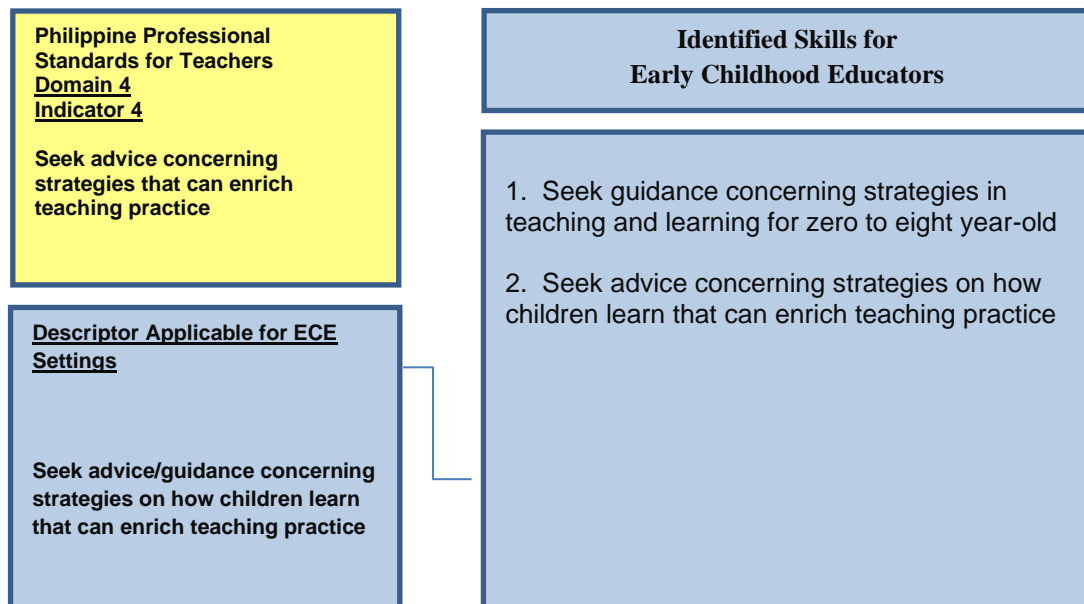 Philippine Professional
Standards for Teachers
Domain 4
Indicator 4
Seek advice concerning
strategies that can enrich
teaching practice
Descriptor Applicable for ECE
Settings
Seek advice/guidance concerning
strategies on how children learn
that can enrich teaching practice
Identified Skills for
Early Childhood Educators
1. Seek guidance concerning strategies in
teaching and learning for zero to eight year-old
2. Seek advice concerning strategies on how
children learn that can enrich teaching practice